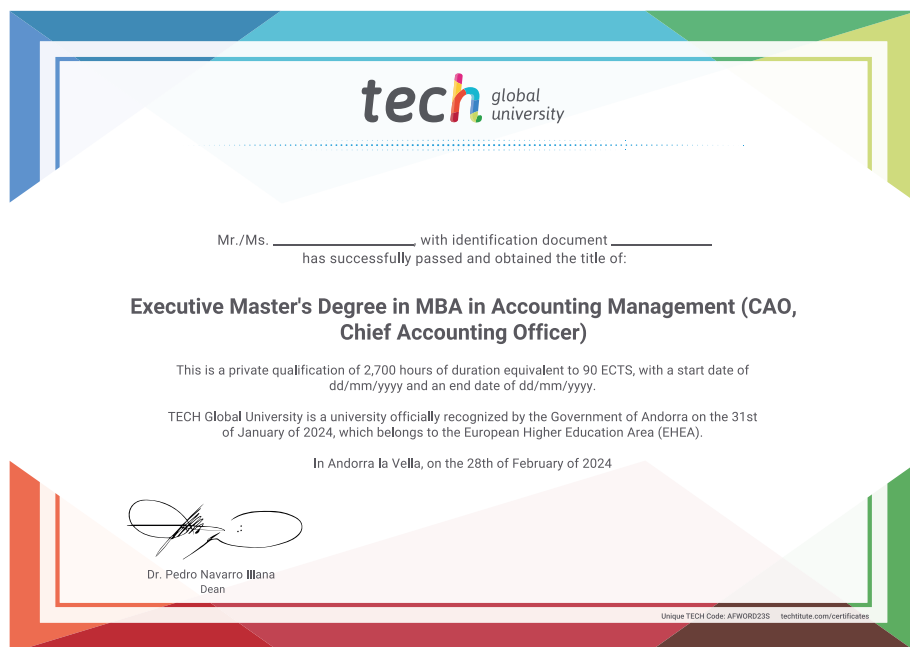 tech global
university
Mr./Ms. ____________, with identification document ____________
has successfully passed and obtained the title of:
Executive Master's Degree in MBA in Accounting Management (CAO,
Chief Accounting Officer)
This is a private qualification of 2,700 hours of duration equivalent to 90 ECTS, with a start date of
dd/mm/yyyy and an end date of dd/mm/yyyy.
TECH Global University is a university officially recognized by the Government of Andorra on the 31st
of January of 2024, which belongs to the European Higher Education Area (EHEA).
In Andorra la Vella, on the 28th of February of 2024
Dr. Pedro Navarro Illana
Dean
Unique TECH Code: AFWORD23S techtitute.com/certificates